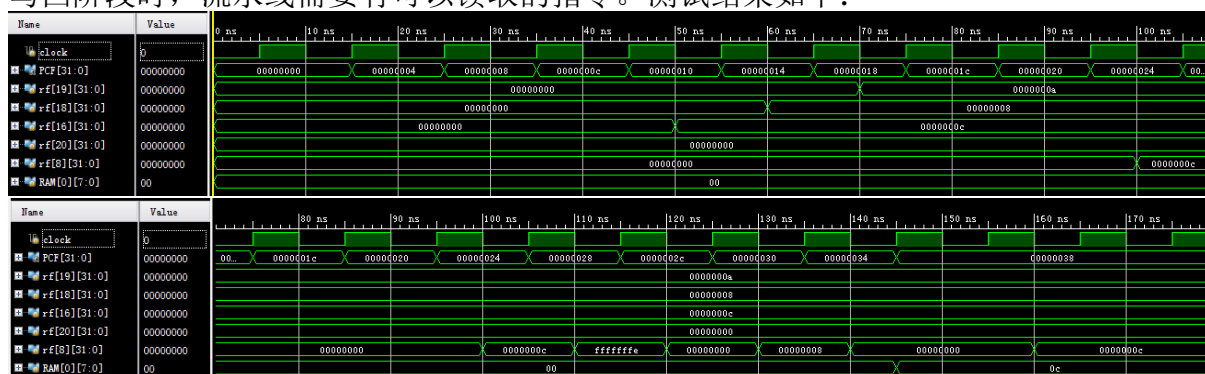 与四阶段时，流水线需要有可以读取的指令。测试结果如下：
Name Value 0 ns 10 ns 20 ns 30 ns 40 ns 50 ns 60 ns 70 ns 80 ns 90 ns 100 ns
clock 0
PCF[31:0] 00000000 00000000 00000004 00000008 0000000c 00000010 00000014 00000018 0000001c 00000020 00000024 00..
rf[19][31:0] 00000000 00000000 0000000a
rf[18][31:0] 00000000 00000000 00000008
rf[16][31:0] 00000000 00000000 0000000c
rf[20][31:0] 00000000 00000000
rf[8][31:0] 00000000 00000000 0000000c
RAM[0][7:0] 00 00
Name Value 80 ns 90 ns 100 ns 110 ns 120 ns 130 ns 140 ns 150 ns 160 ns 170 ns
clock 0
PCF[31:0] 00000000 00.. 0000001c 00000020 00000024 00000028 0000002c 00000030 00000034 00000038
rf[19][31:0] 00000000 0000000a
rf[18][31:0] 00000000 00000008
rf[16][31:0] 00000000 0000000c
rf[20][31:0] 00000000 00000000
rf[8][31:0] 00000000 00000000 0000000c fffffffe 00000000 00000008 00000000 0000000c
RAM[0][7:0] 00 00 0c